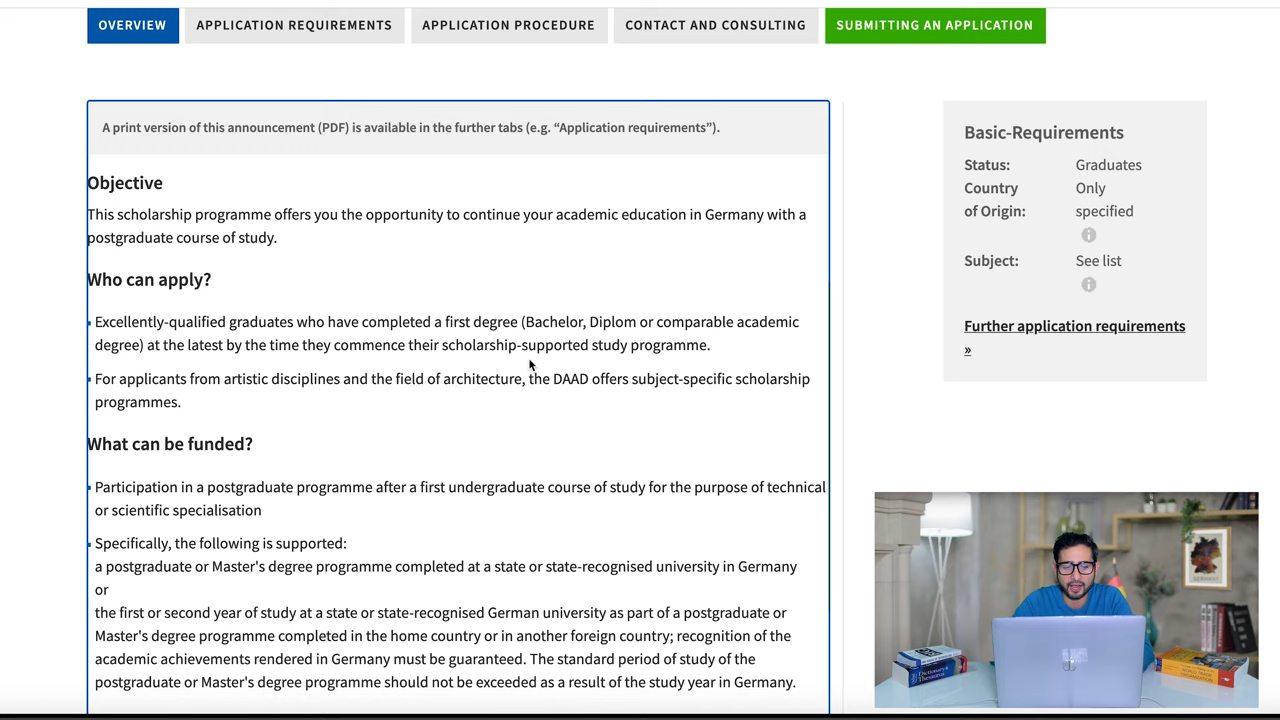 OVERVIEW
APPLICATION REQUIREMENTS
APPLICATION PROCEDURE
CONTACT AND CONSULTING
SUBMITTING AN APPLICATION
A print version of this announcement (PDF) is available in the further tabs (e.g. “Application requirements”).
Objective
This scholarship programme offers you the opportunity to continue your academic education in Germany with a
postgraduate course of study.
Who can apply?
Excellently-qualified graduates who have completed a first degree (Bachelor, Diplom or comparable academic
degree) at the latest by the time they commence their scholarship-supported study programme.
For applicants from artistic disciplines and the field of architecture, the DAAD offers subject-specific scholarship
programmes.
What can be funded?
Participation in a postgraduate programme after a first undergraduate course of study for the purpose of technical
or scientific specialisation
Specifically, the following is supported:
a postgraduate or Master's degree programme completed at a state or state-recognised university in Germany
or
the first or second year of study at a state or state-recognised German university as part of a postgraduate or
Master's degree programme completed in the home country or in another foreign country; recognition of the
academic achievements rendered in Germany must be guaranteed. The standard period of study of the
postgraduate or Master's degree programme should not be exceeded as a result of the study year in Germany.
Basic-Requirements
Status: Graduates
Country Only
of Origin: specified
Subject: See list
Further application requirements
»
GERMANY
Dictionary
Thesaurus